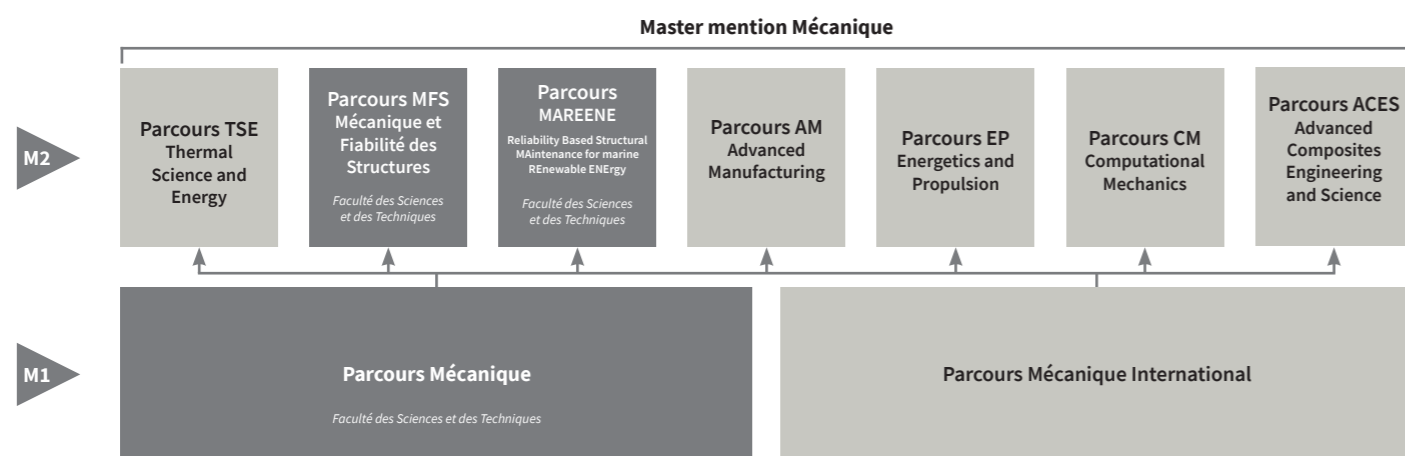 Master mention Mécanique
M2
Parcours TSE
Thermal
Science and
Energy
Parcours MFS
Mécanique et
Fiabilité des
Structures
Faculté des Sciences
et des Techniques
Parcours
MAREENE
Reliability Based Structural
MAintenance for marine
REnewable ENErgy
Faculté des Sciences
et des Techniques
Parcours AM
Advanced
Manufacturing
Parcours EP
Energetics and
Propulsion
Parcours CM
Computational
Mechanics
Parcours ACES
Advanced
Composites
Engineering
and Science
M1
Parcours Mécanique
Faculté des Sciences et des Techniques
Parcours Mécanique International